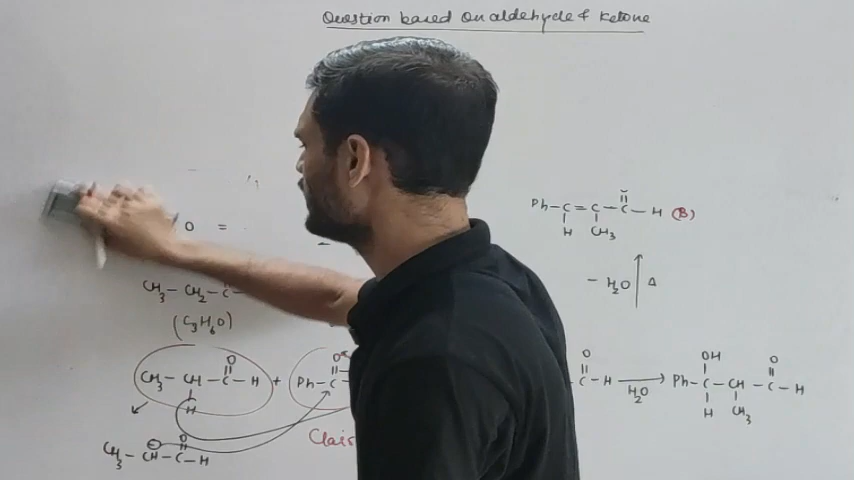 Question based on aldehyde & Ketone
O =
Ph–C=C–C–H (B)
H CH₃
–H₂O Δ
CH₃–CH₂–C–
(C₃H₆O)
O O O OH O
CH₃–CH–C–H + Ph–C C–H H₂O Ph–C–CH–C–H
H H CH₃
O
CH₃–CH–C–H